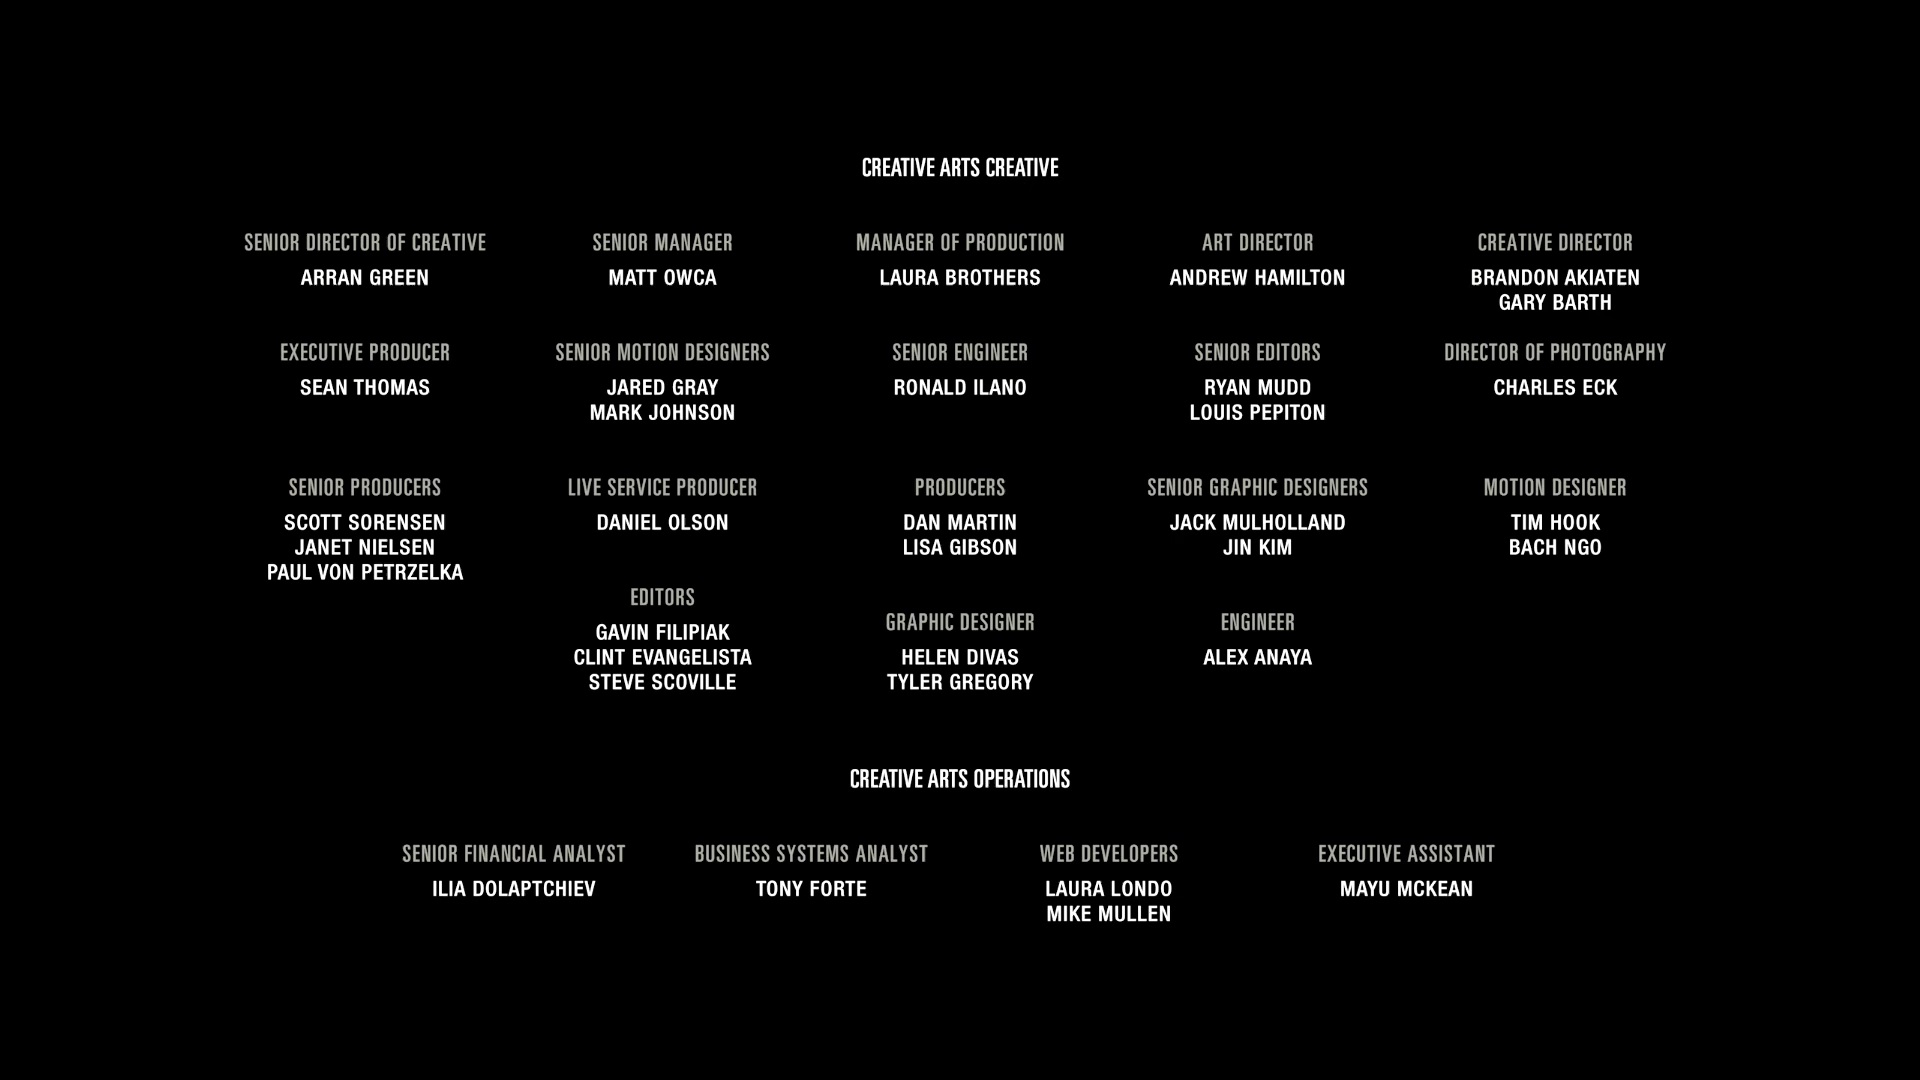 CREATIVE ARTS CREATIVE
SENIOR DIRECTOR OF CREATIVE
ARRAN GREEN
SENIOR MANAGER
MATT OWCA
MANAGER OF PRODUCTION
LAURA BROTHERS
ART DIRECTOR
ANDREW HAMILTON
CREATIVE DIRECTOR
BRANDON AKIATEN
GARY BARTH
EXECUTIVE PRODUCER
SEAN THOMAS
SENIOR MOTION DESIGNERS
JARED GRAY
MARK JOHNSON
SENIOR ENGINEER
RONALD ILANO
SENIOR EDITORS
RYAN MUDD
LOUIS PEPITON
DIRECTOR OF PHOTOGRAPHY
CHARLES ECK
SENIOR PRODUCERS
SCOTT SORENSEN
JANET NIELSEN
PAUL VON PETRZELKA
LIVE SERVICE PRODUCER
DANIEL OLSON
PRODUCERS
DAN MARTIN
LISA GIBSON
SENIOR GRAPHIC DESIGNERS
JACK MULHOLLAND
JIN KIM
MOTION DESIGNER
TIM HOOK
BACH NGO
EDITORS
GAVIN FILIPIAK
CLINT EVANGELISTA
STEVE SCOVILLE
GRAPHIC DESIGNER
HELEN DIVAS
TYLER GREGORY
ENGINEER
ALEX ANAYA
CREATIVE ARTS OPERATIONS
SENIOR FINANCIAL ANALYST
ILIA DOLAPTCHIEV
BUSINESS SYSTEMS ANALYST
TONY FORTE
WEB DEVELOPERS
LAURA LONDO
MIKE MULLEN
EXECUTIVE ASSISTANT
MAYU MCKEAN